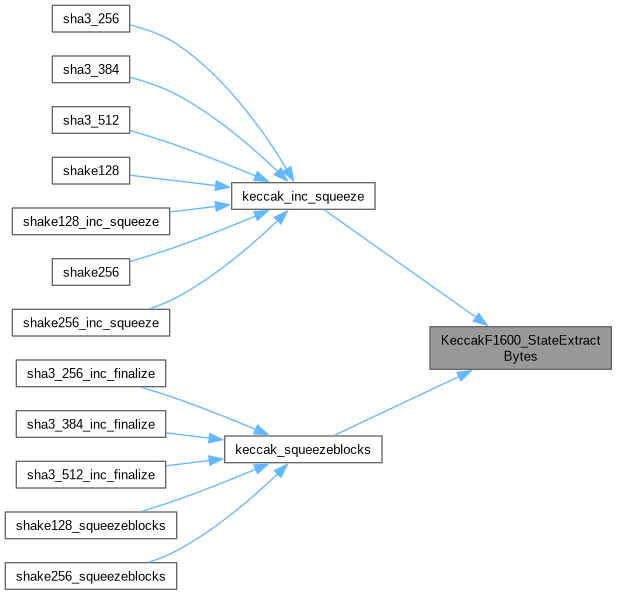 sha3_256
sha3_384
sha3_512
shake128
keccak_inc_squeeze
shake128_inc_squeeze
shake256
shake256_inc_squeeze
KeccakF1600_StateExtract
Bytes
sha3_256_inc_finalize
sha3_384_inc_finalize
keccak_squeezeblocks
sha3_512_inc_finalize
shake128_squeezeblocks
shake256_squeezeblocks